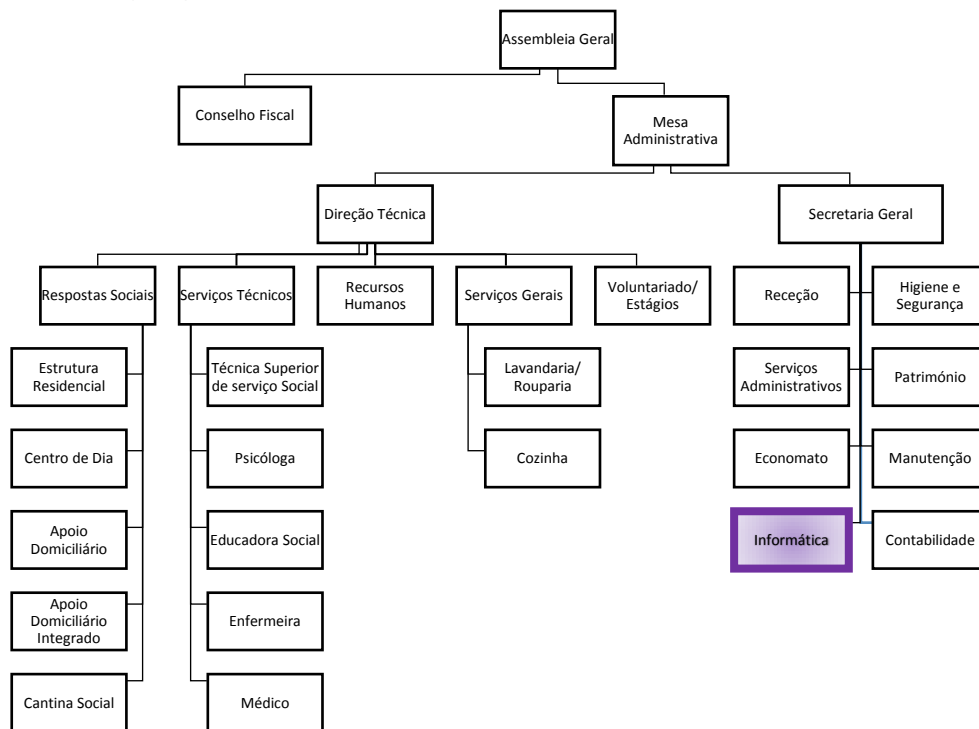 Assembleia Geral
Conselho Fiscal
Mesa
Administrativa
Direção Técnica
Secretaria Geral
Respostas Sociais
Serviços Técnicos
Recursos
Humanos
Serviços Gerais
Voluntariado/
Estágios
Receção
Higiene e
Segurança
Estrutura
Residencial
Técnica Superior
de serviço Social
Lavandaria/
Rouparia
Serviços
Administrativos
Património
Centro de Dia
Psicóloga
Cozinha
Economato
Manutenção
Apoio
Domiciliário
Educadora Social
Informática
Contabilidade
Apoio
Domiciliário
Integrado
Enfermeira
Cantina Social
Médico